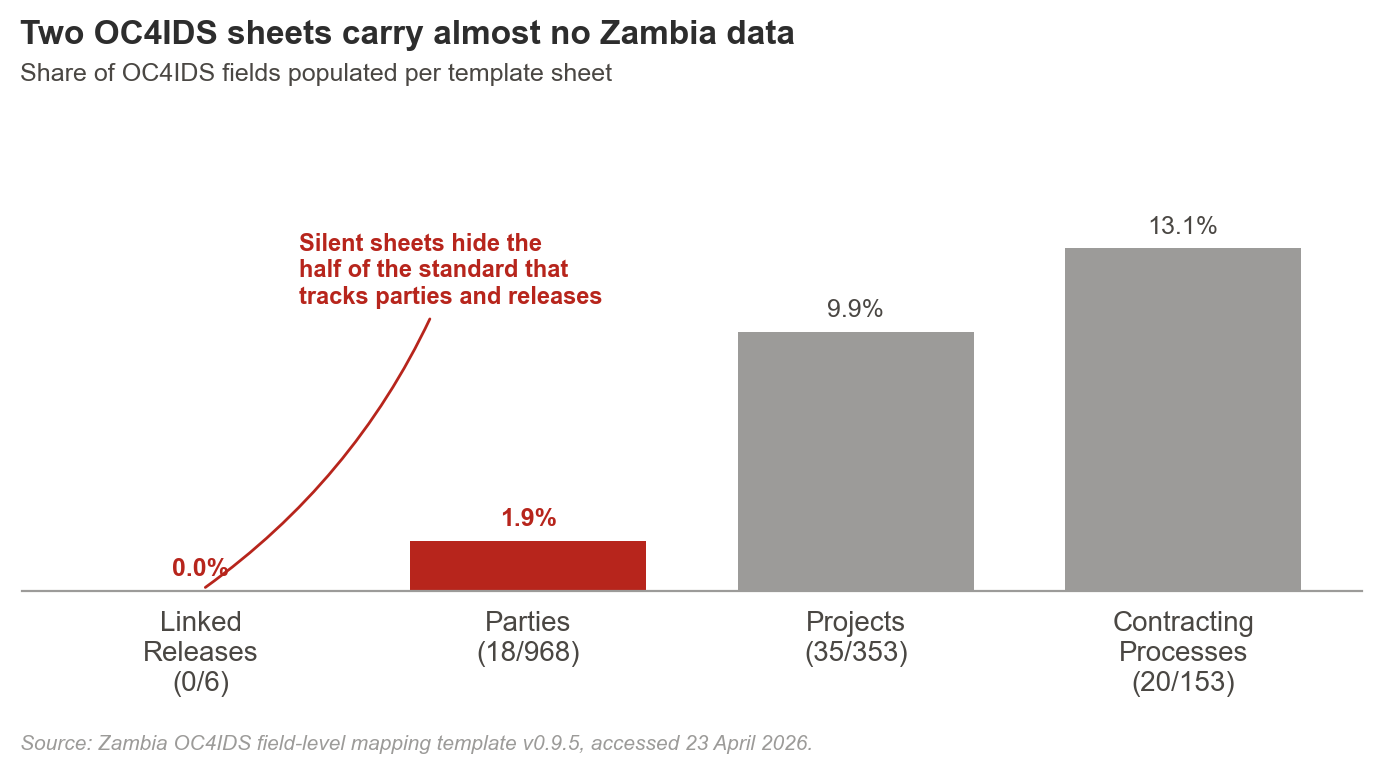 Two OC4IDS sheets carry almost no Zambia data
Share of OC4IDS fields populated per template sheet
Silent sheets hide the
half of the standard that
tracks parties and releases
0.0%
1.9%
9.9%
13.1%
Linked
Releases
(0/6)
Parties
(18/968)
Projects
(35/353)
Contracting
Processes
(20/153)
Source: Zambia OC4IDS field-level mapping template v0.9.5, accessed 23 April 2026.